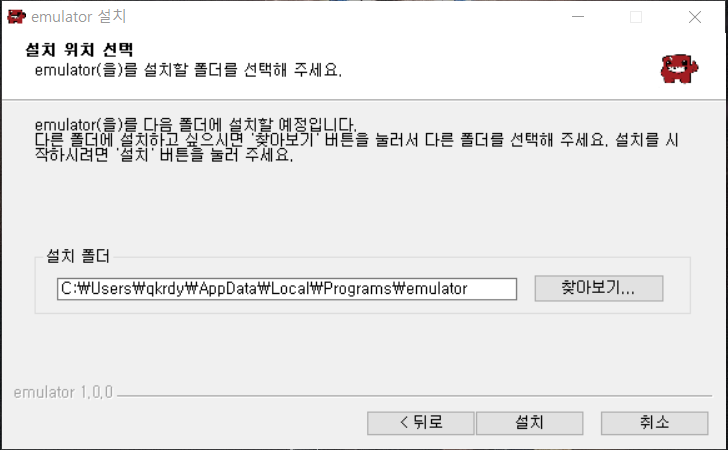 emulator 설치
설치 위치 선택
emulator(을)를 설치할 폴더를 선택해 주세요.
emulator(을)를 다음 폴더에 설치할 예정입니다.
다른 폴더에 설치하고 싶으시면 '찾아보기' 버튼을 눌러서 다른 폴더를 선택해 주세요. 설치를 시
작하시려면 '설치' 버튼을 눌러 주세요.
설치 폴더
C:₩Users₩qkrdy₩AppData₩Local₩Programs₩emulator
찾아보기...
emulator 1.0.0
< 뒤로
설치
취소